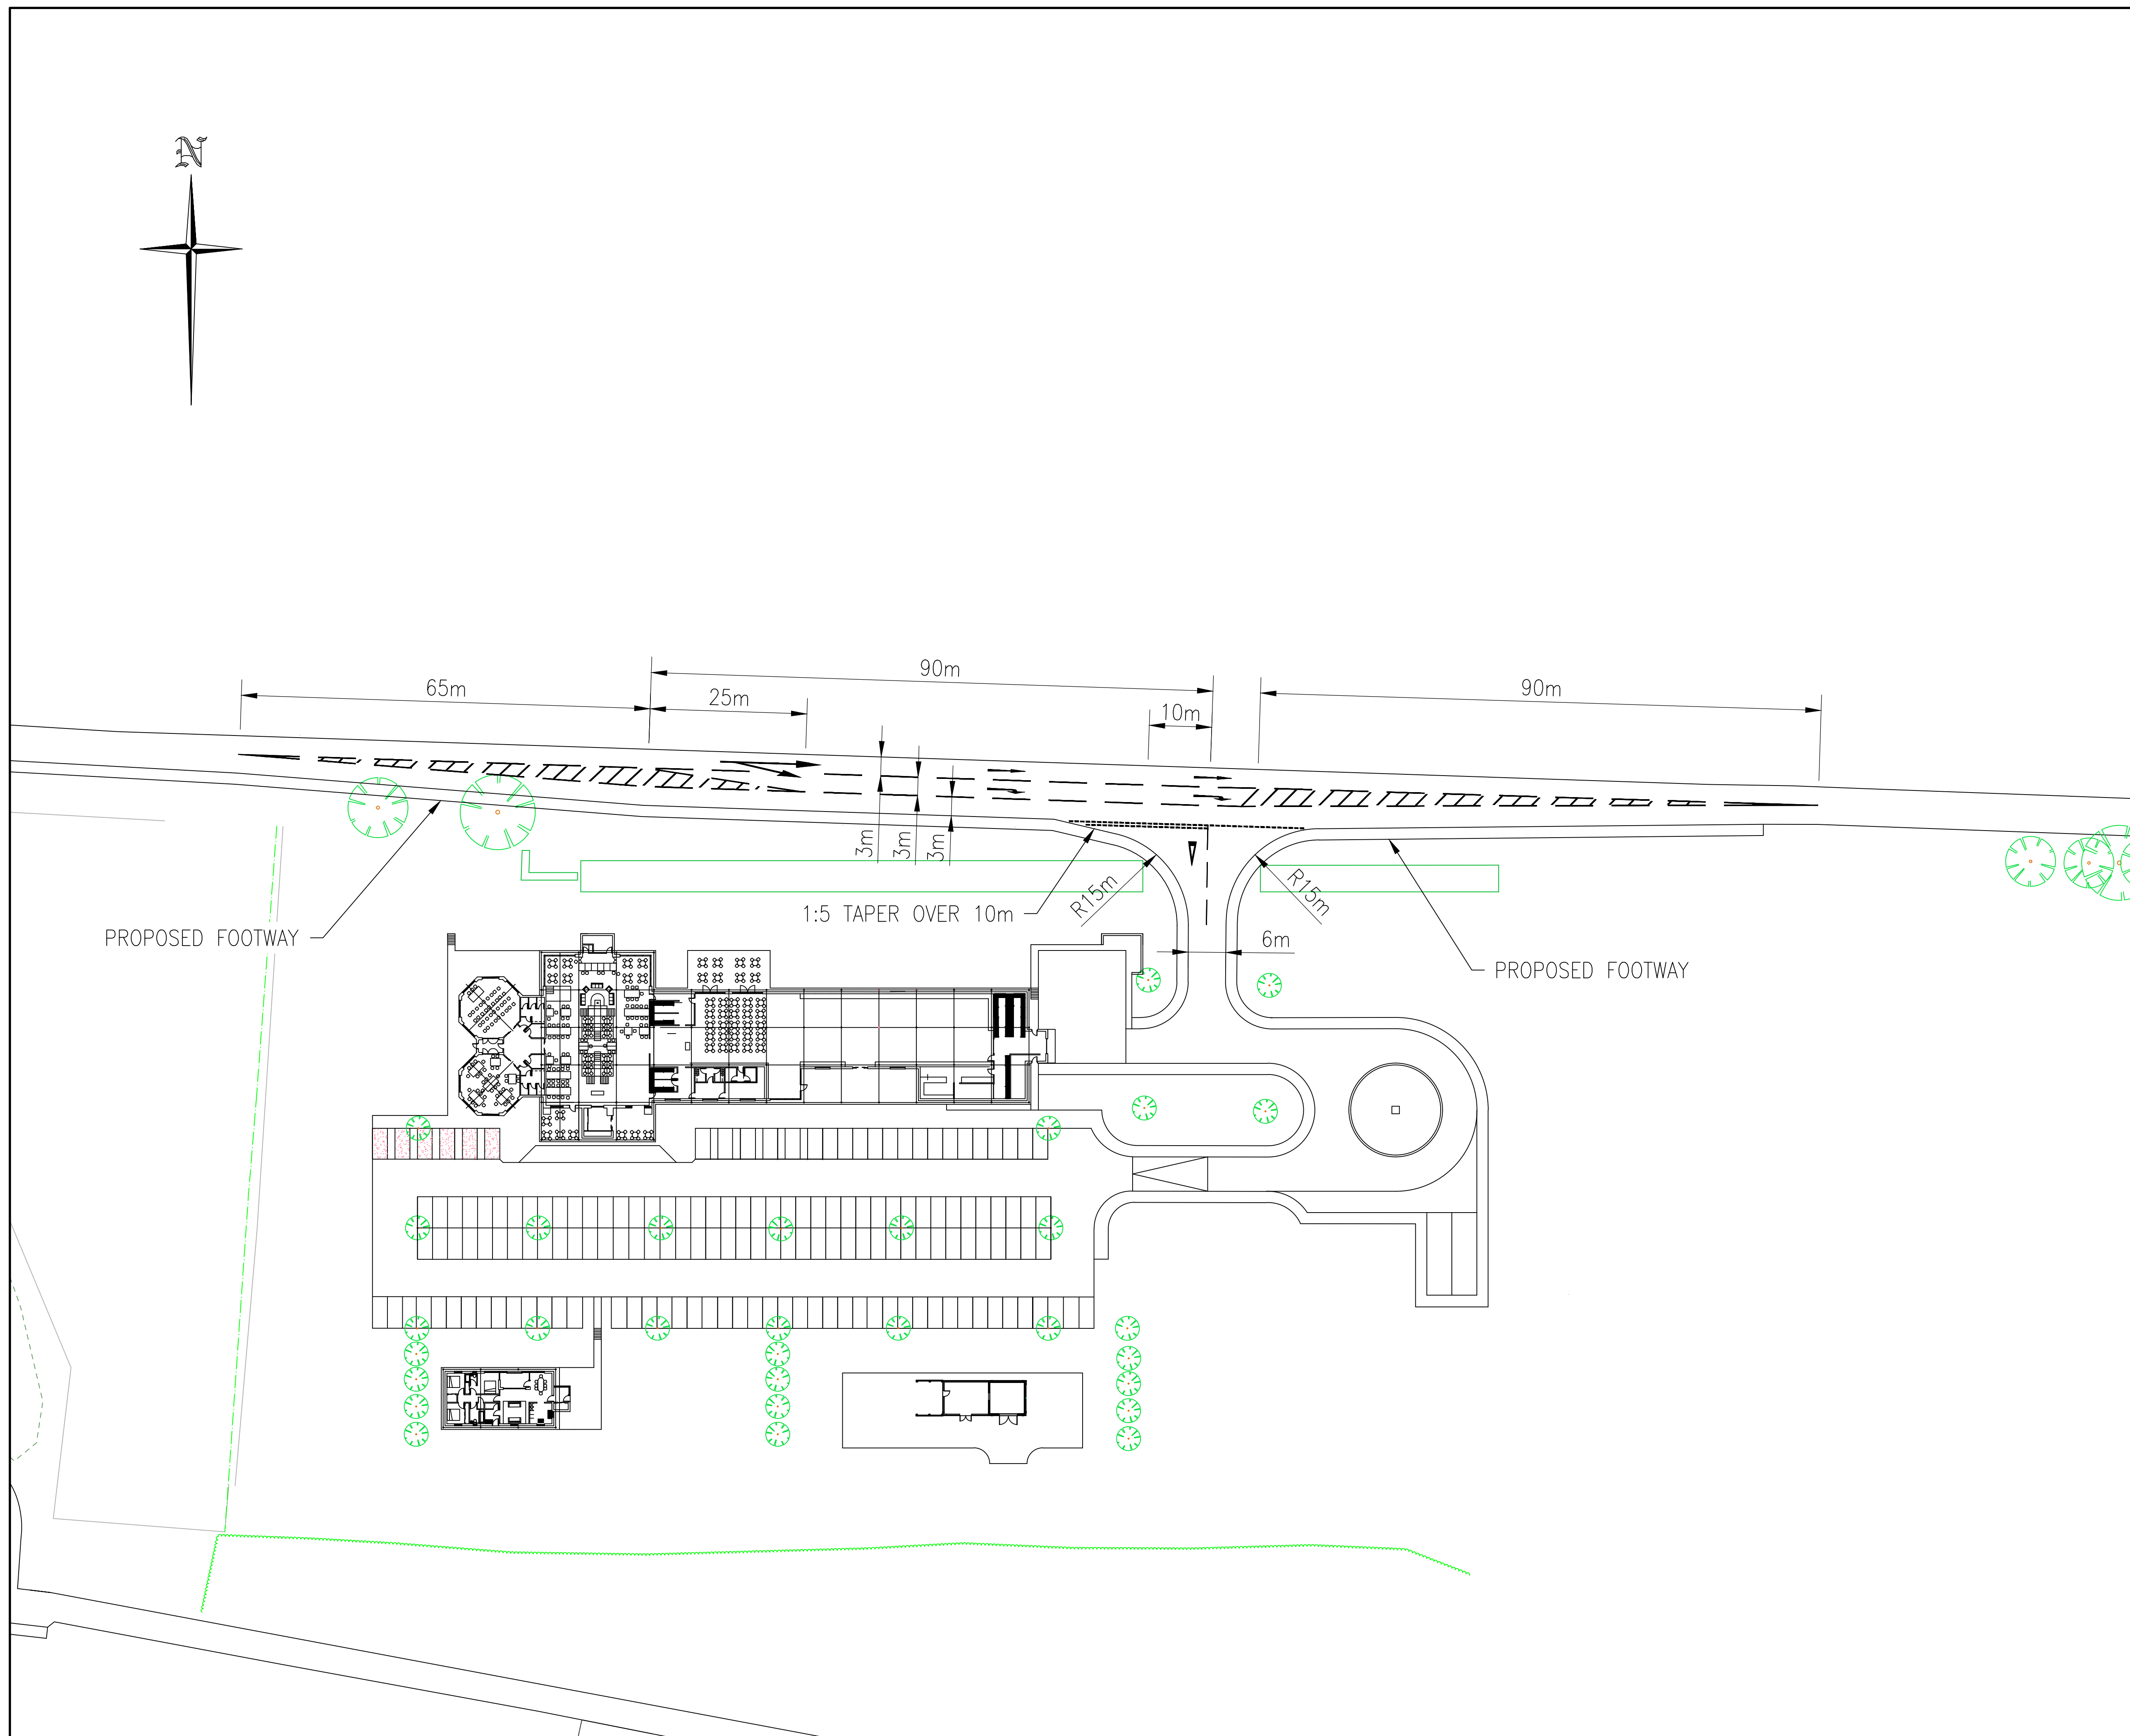 N
90m
65m
90m
25m
10m
3m
3m
3m
R15m
R15m
1:5 TAPER OVER 10m
PROPOSED FOOTWAY
6m
PROPOSED FOOTWAY